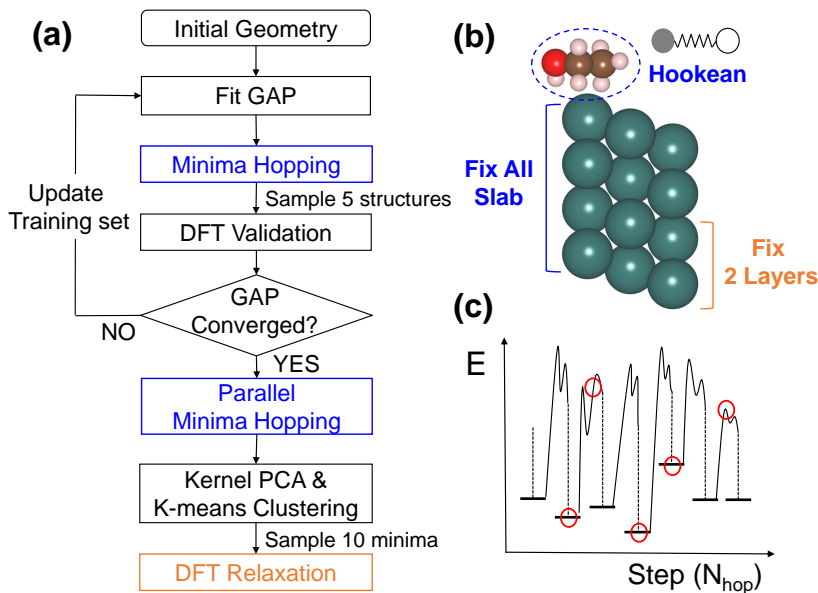 (a)
Initial Geometry
Fit GAP
Minima Hopping
Sample 5 structures
Update
Training set
DFT Validation
GAP
Converged?
NO
YES
Parallel
Minima Hopping
Kernel PCA &
K-means Clustering
Sample 10 minima
DFT Relaxation
(b)
Hookean
Fix All
Slab
Fix
2 Layers
(c)
E
Step (N_hop)